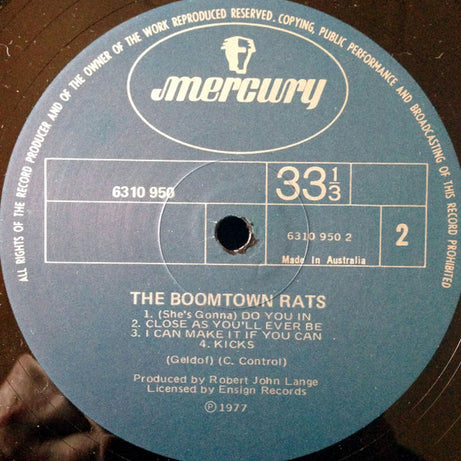 ALL RIGHTS OF THE RECORD PRODUCER AND OF THE OWNER OF THE WORK REPRODUCED RESERVED. COPYING, PUBLIC PERFORMANCE AND BROADCASTING OF THIS RECORD PROHIBITED
mercury
6310 950
33 1/3
6310 950 2
2
Made In Australia
THE BOOMTOWN RATS
1. (She's Gonna) DO YOU IN
2. CLOSE AS YOU'LL EVER BE
3. I CAN MAKE IT IF YOU CAN
4. KICKS
(Geldof) (C. Control)
Produced by Robert John Lange
Licensed by Ensign Records
Ⓟ 1977